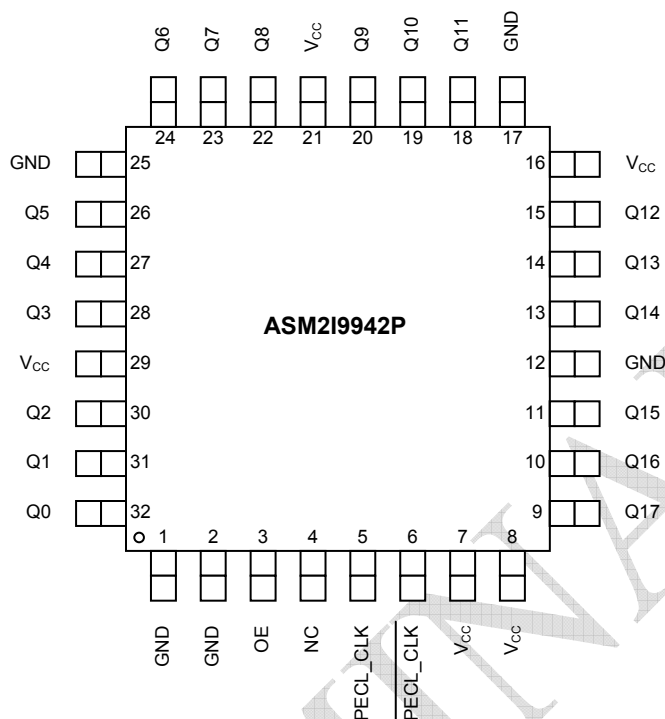 Q6 Q7 Q8 VCC Q9 Q10 Q11 GND
24 23 22 21 20 19 18 17
GND 25 16 VCC
Q5 26 15 Q12
Q4 27 14 Q13
Q3 28 13 Q14
ASM2I9942P
VCC 29 12 GND
Q2 30 11 Q15
Q1 31 10 Q16
Q0 32 9 Q17
1 2 3 4 5 6 7 8
GND GND OE NC PECL_CLK PECL_CLK VCC VCC